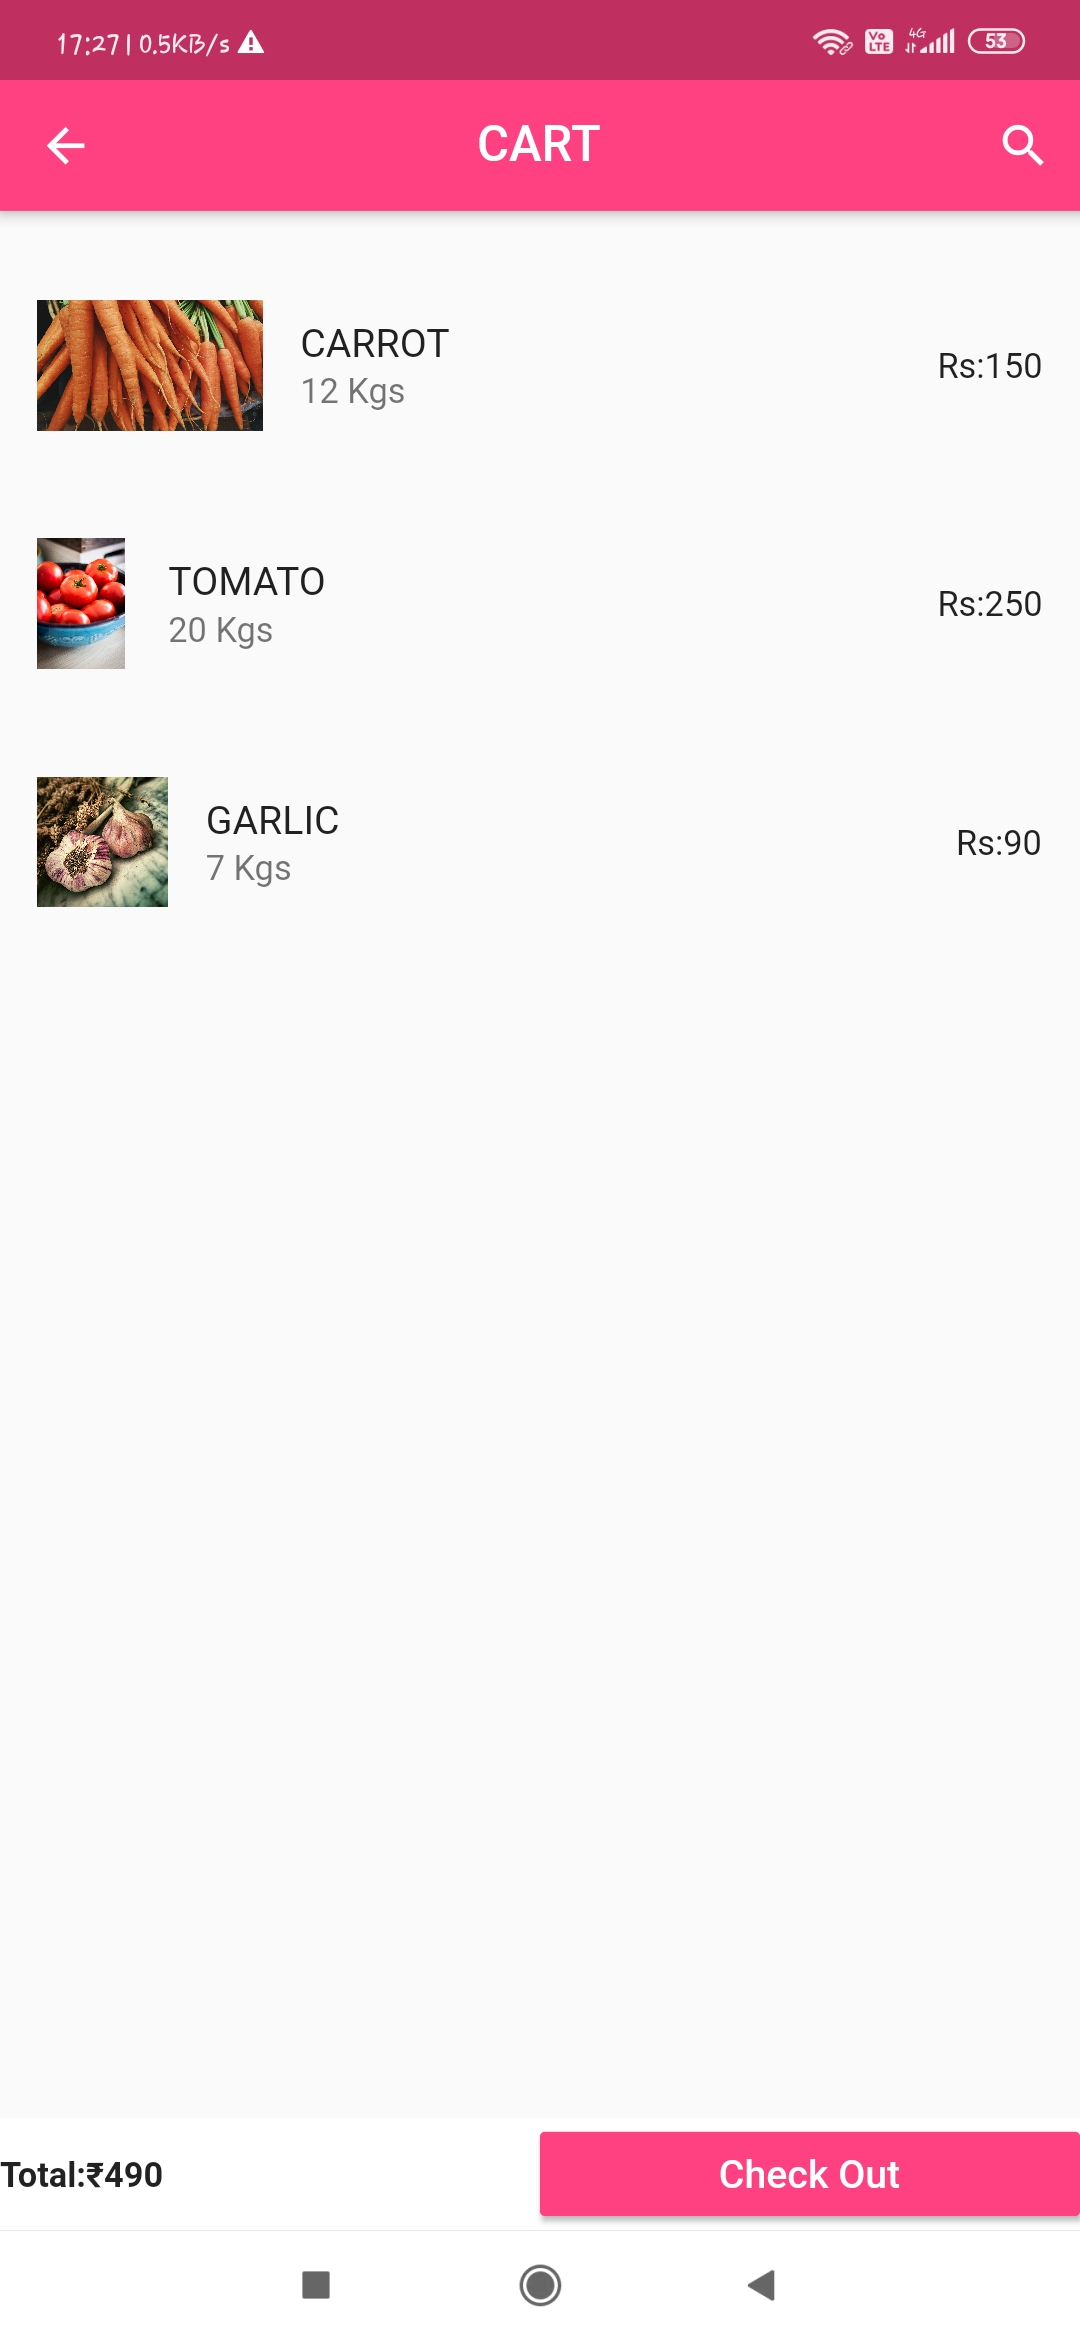 17:27 | 0.5KB/s
Vo LTE 4G 53
CART
CARROT
12 Kgs
Rs:150
TOMATO
20 Kgs
Rs:250
GARLIC
7 Kgs
Rs:90
Total:₹490
Check Out